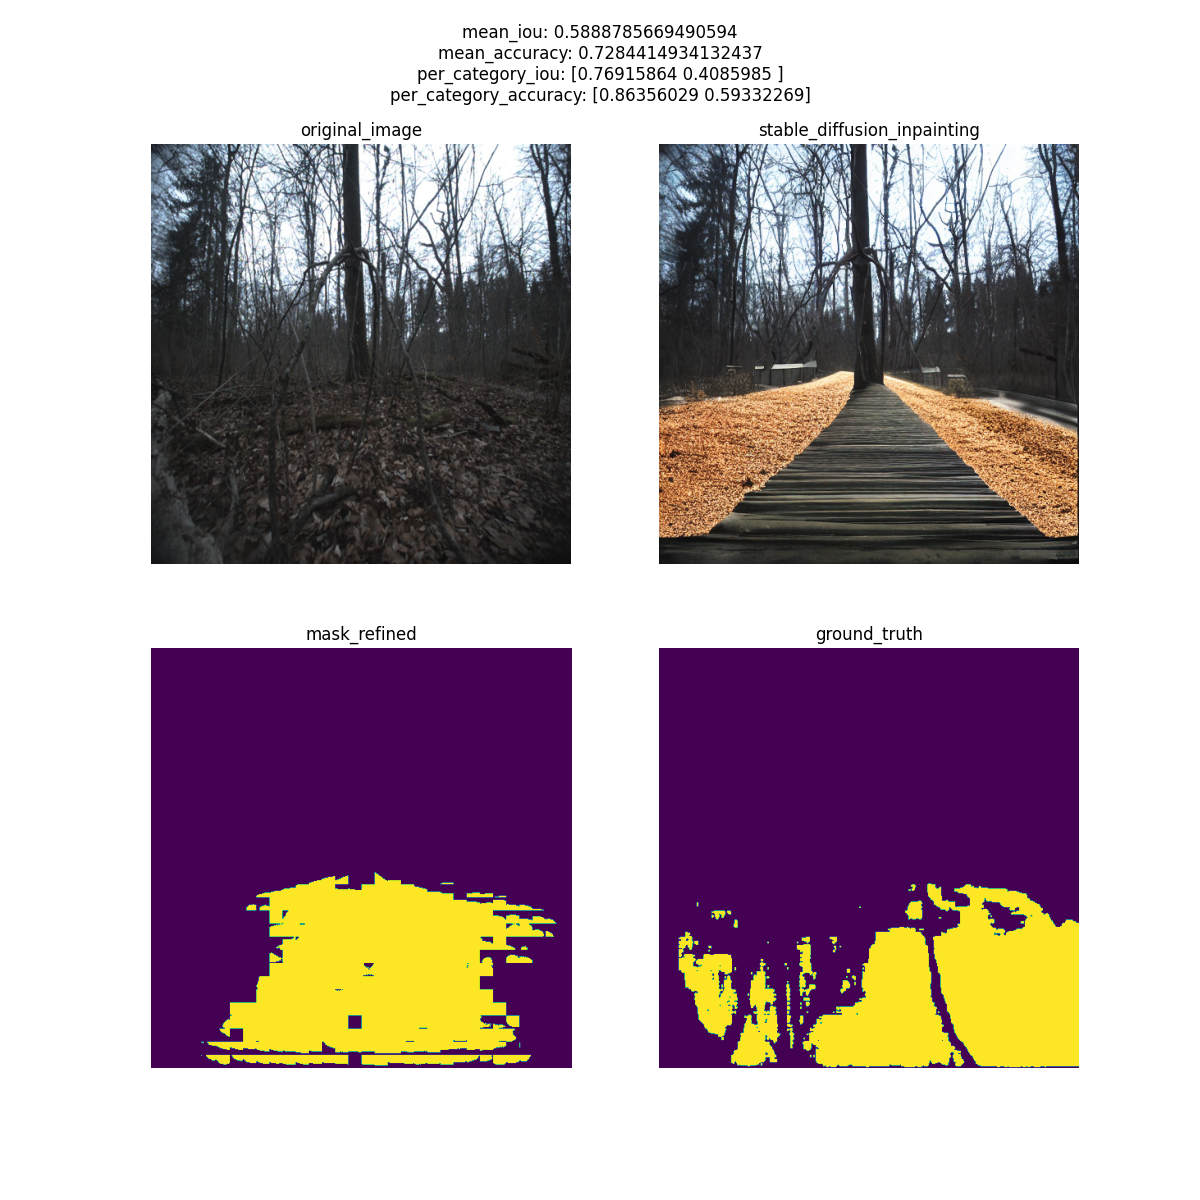 mean_iou: 0.5888785669490594
mean_accuracy: 0.7284414934132437
per_category_iou: [0.76915864 0.4085985 ]
per_category_accuracy: [0.86356029 0.59332269]
original_image
stable_diffusion_inpainting
mask_refined
ground_truth